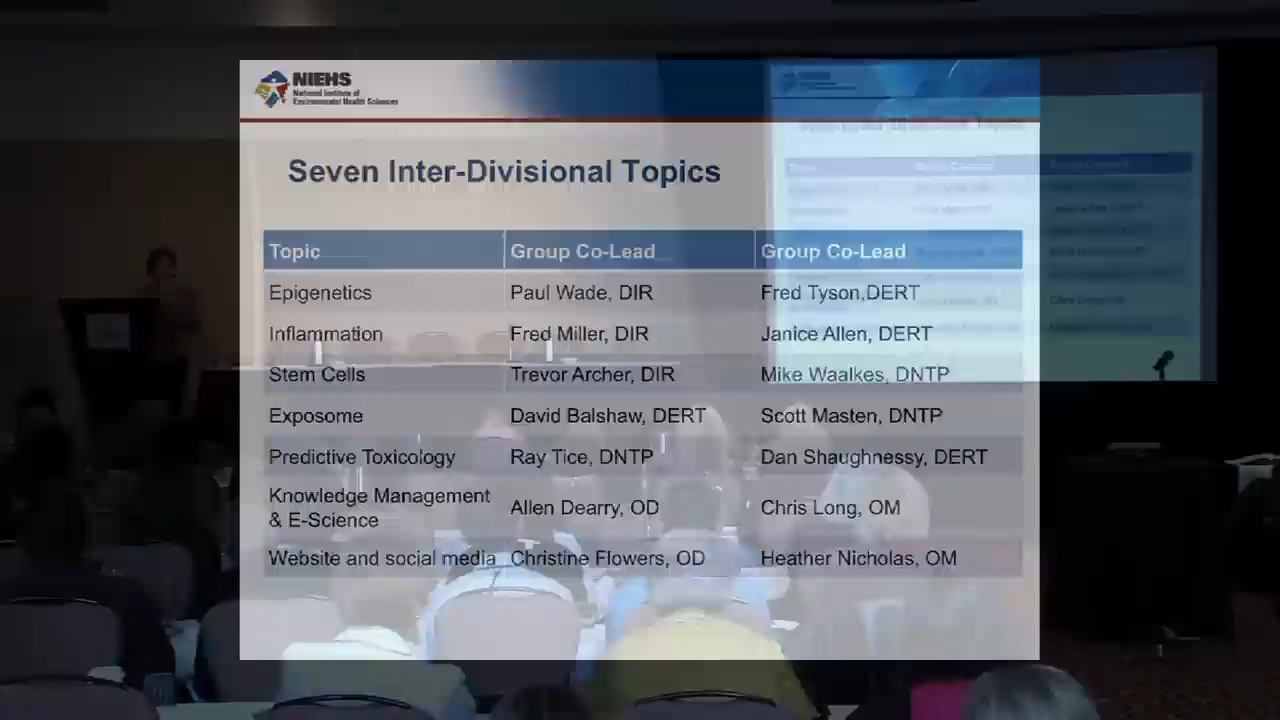 NIEHS
National Institute of
Environmental Health Sciences
Seven Inter-Divisional Topics
Topic Group Co-Lead Group Co-Lead
Epigenetics Paul Wade, DIR Fred Tyson,DERT
Inflammation Fred Miller, DIR Janice Allen, DERT
Stem Cells Trevor Archer, DIR Mike Waalkes, DNTP
Exposome David Balshaw, DERT Scott Masten, DNTP
Predictive Toxicology Ray Tice, DNTP Dan Shaughnessy, DERT
Knowledge Management
& E-Science Allen Dearry, OD Chris Long, OM
Website and social media Christine Flowers, OD Heather Nicholas, OM